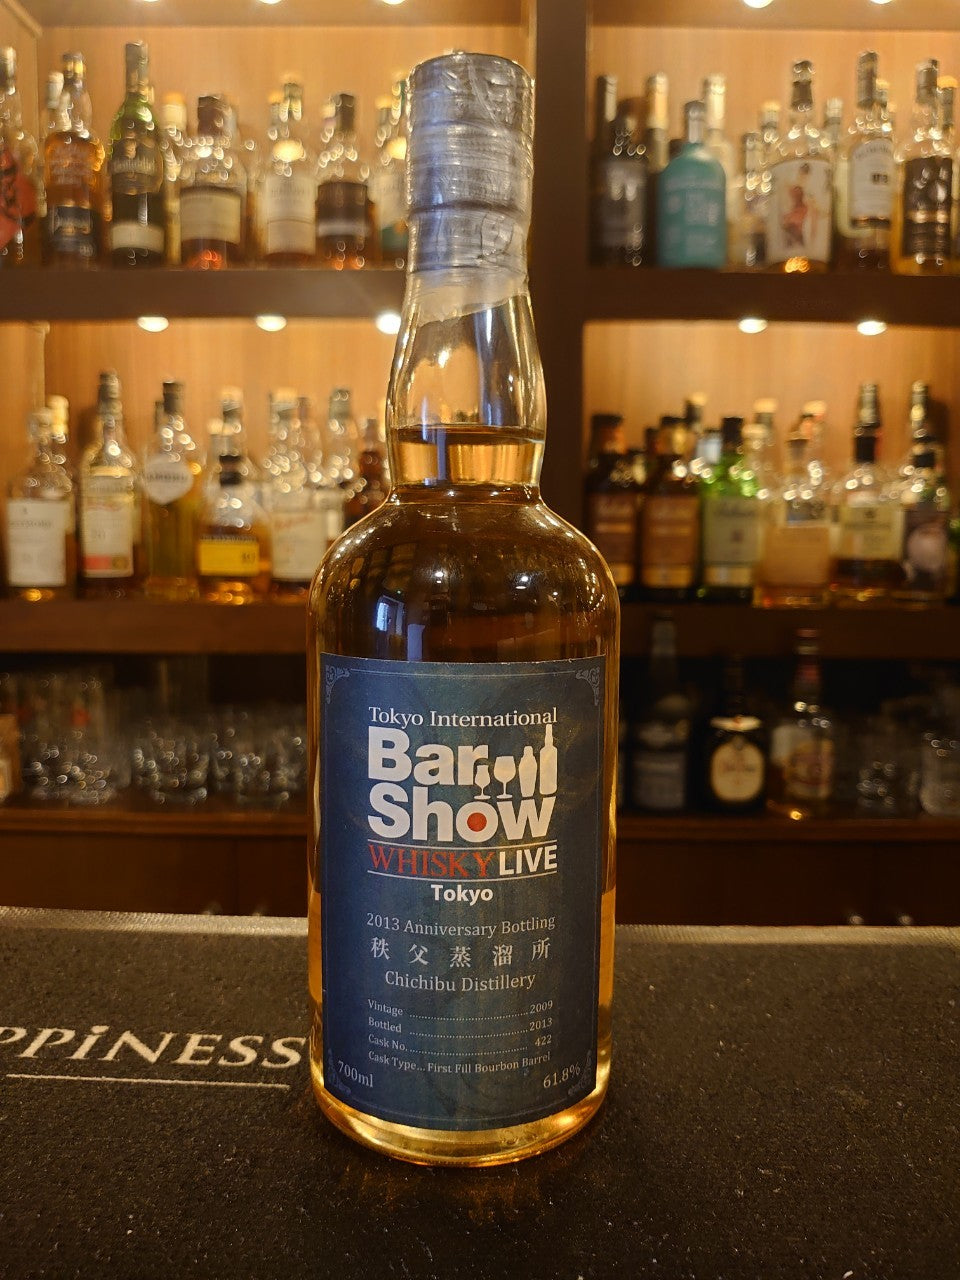 Tokyo International
Bar
Show
WHISKY LIVE
Tokyo
2013 Anniversary Bottling
秩父蒸溜所
Chichibu Distillery
Vintage ........................ 2009
Bottled ........................ 2013
Cask No. ........................ 422
Cask Type... First Fill Bourbon Barrel
700ml
61.8%
PPiNESS